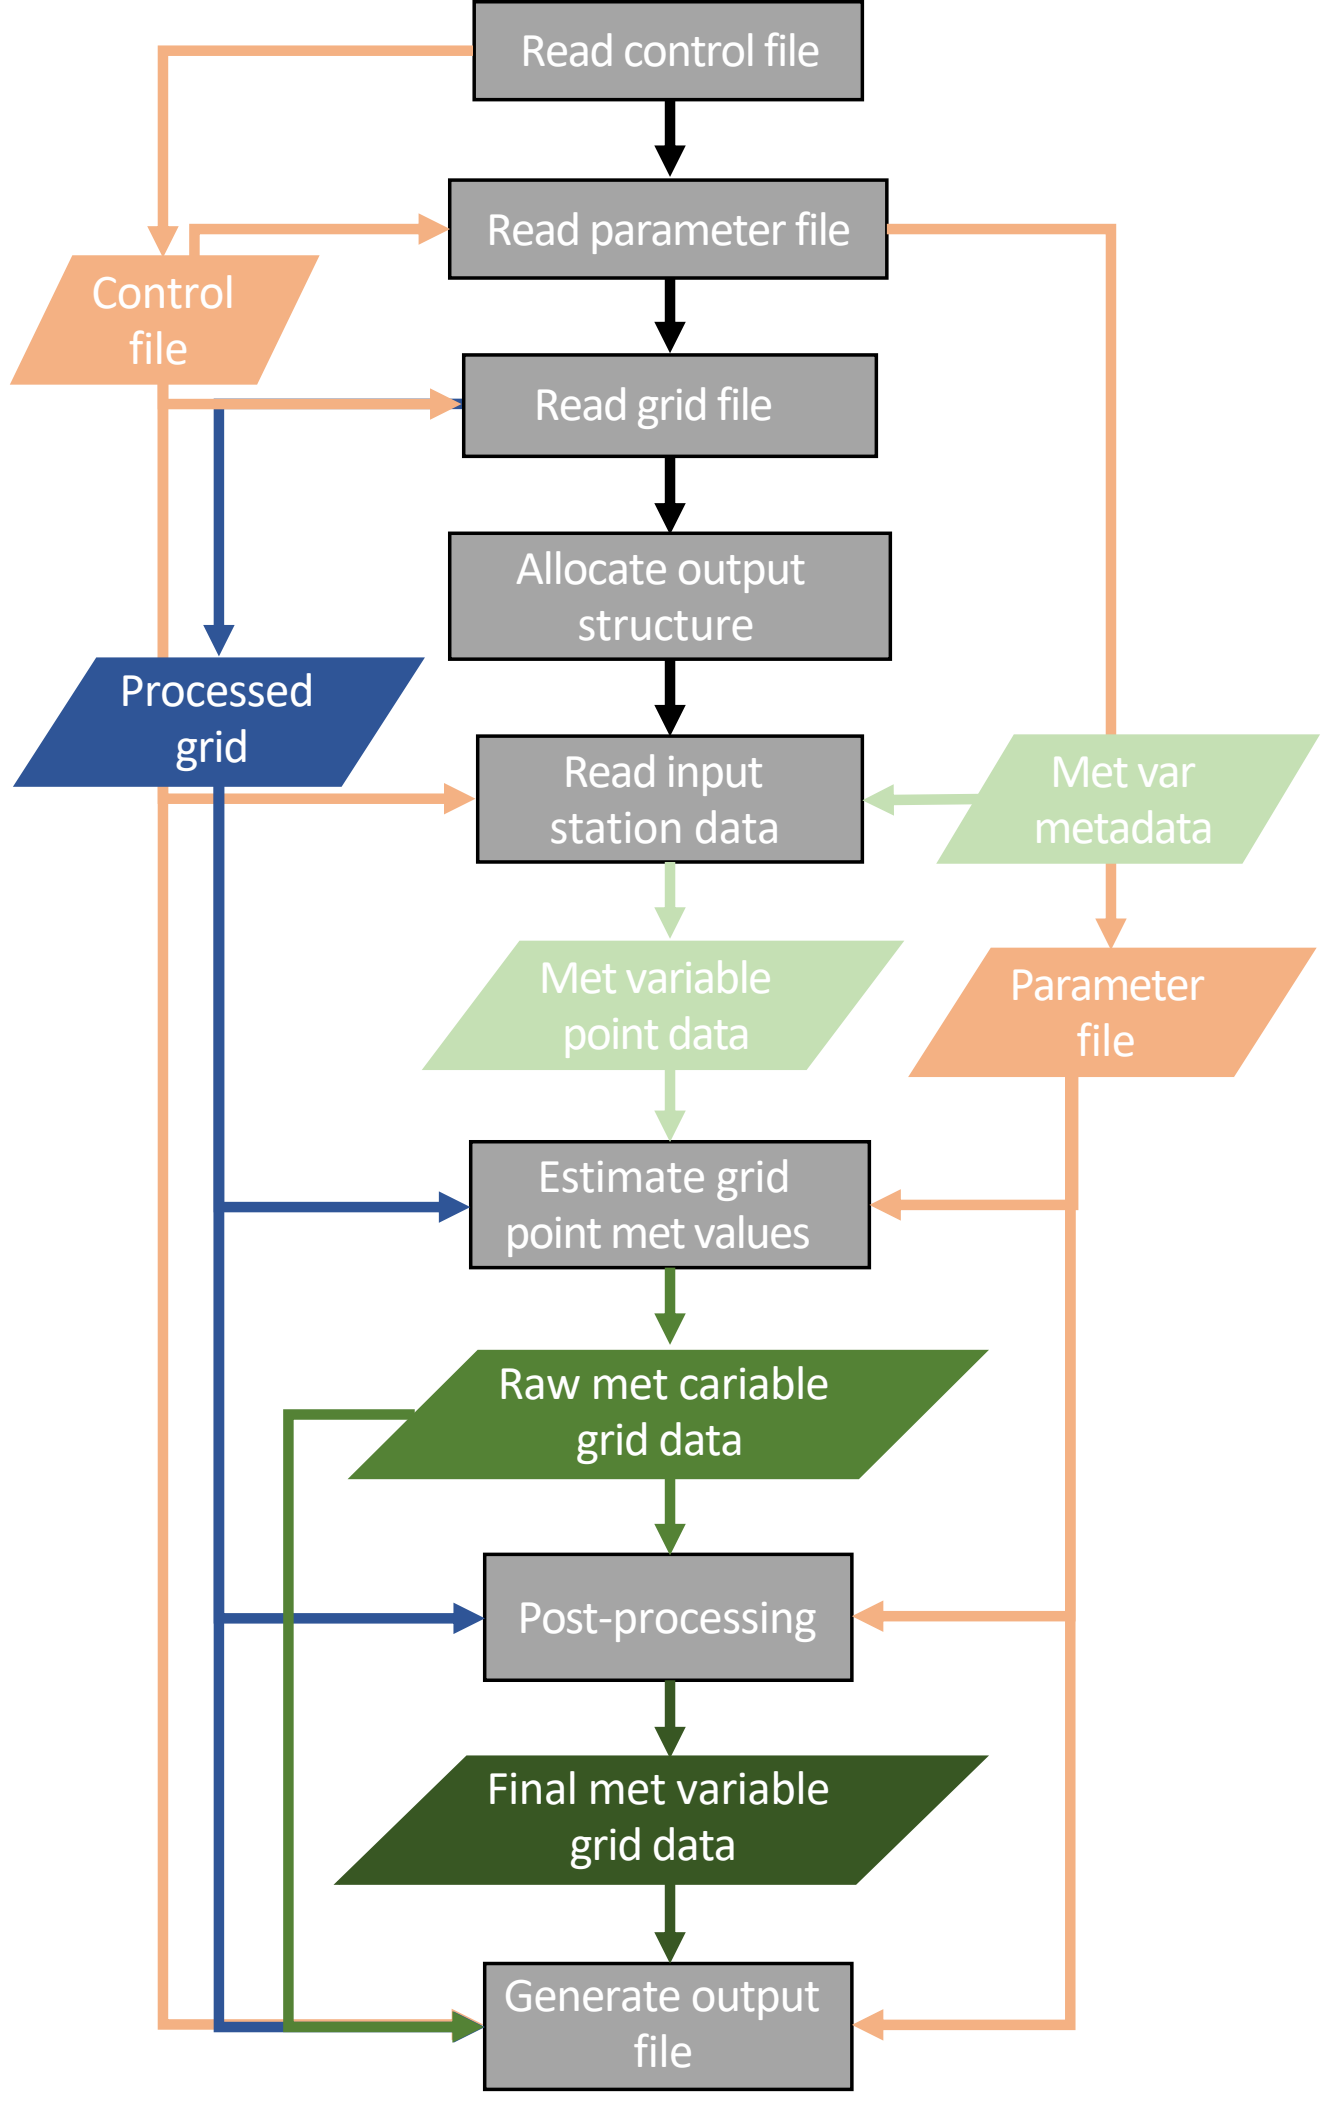 Read control file
Read parameter file
Control
file
Read grid file
Allocate output
structure
Processed
grid
Read input
station data
Met var
metadata
Met variable
point data
Parameter
file
Estimate grid
point met values
Raw met cariable
grid data
Post-processing
Final met variable
grid data
Generate output
file